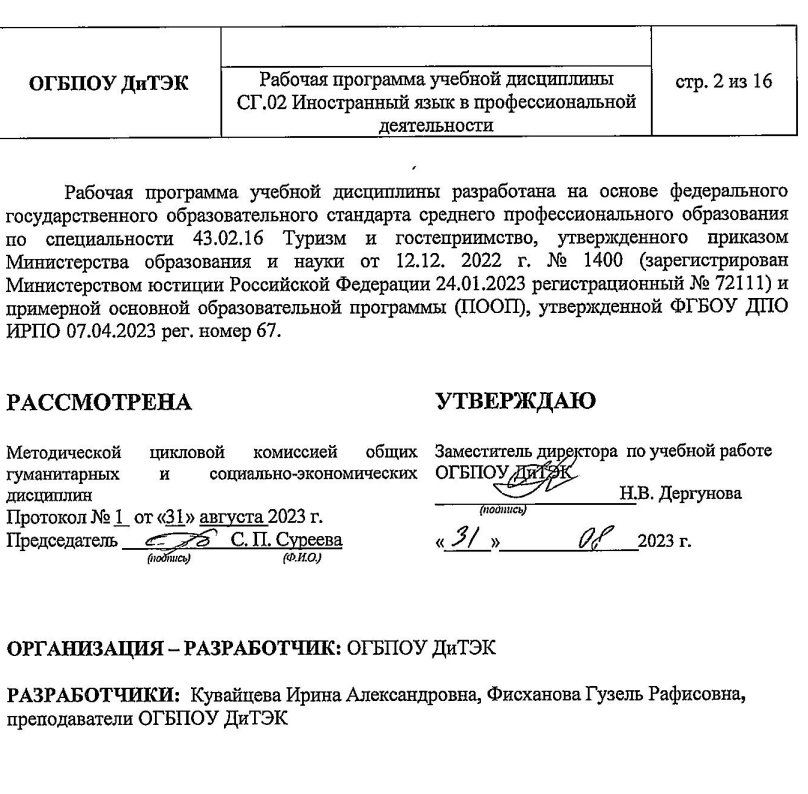 ОГБПОУ ДиТЭК
Рабочая программа учебной дисциплины
СГ.02 Иностранный язык в профессиональной
деятельности
стр. 2 из 16
Рабочая программа учебной дисциплины разработана на основе федерального
государственного образовательного стандарта среднего профессионального образования
по специальности 43.02.16 Туризм и гостеприимство, утвержденного приказом
Министерства образования и науки от 12.12. 2022 г. № 1400 (зарегистрирован
Министерством юстиции Российской Федерации 24.01.2023 регистрационный № 72111) и
примерной основной образовательной программы (ПООП), утвержденной ФГБОУ ДПО
ИРПО 07.04.2023 рег. номер 67.
РАССМОТРЕНА
Методической цикловой комиссией общих
гуманитарных и социально-экономических
дисциплин
Протокол № 1 от «31» августа 2023 г.
Председатель С. П. Суреева
(подпись) (Ф.И.О.)
УТВЕРЖДАЮ
Заместитель директора по учебной работе
ОГБПОУ ДиТЭК
Н.В. Дергунова
(подпись)
« 31 » 08 2023 г.
ОРГАНИЗАЦИЯ – РАЗРАБОТЧИК: ОГБПОУ ДиТЭК
РАЗРАБОТЧИКИ: Кувайцева Ирина Александровна, Фисханова Гузель Рафисовна,
преподаватели ОГБПОУ ДиТЭК